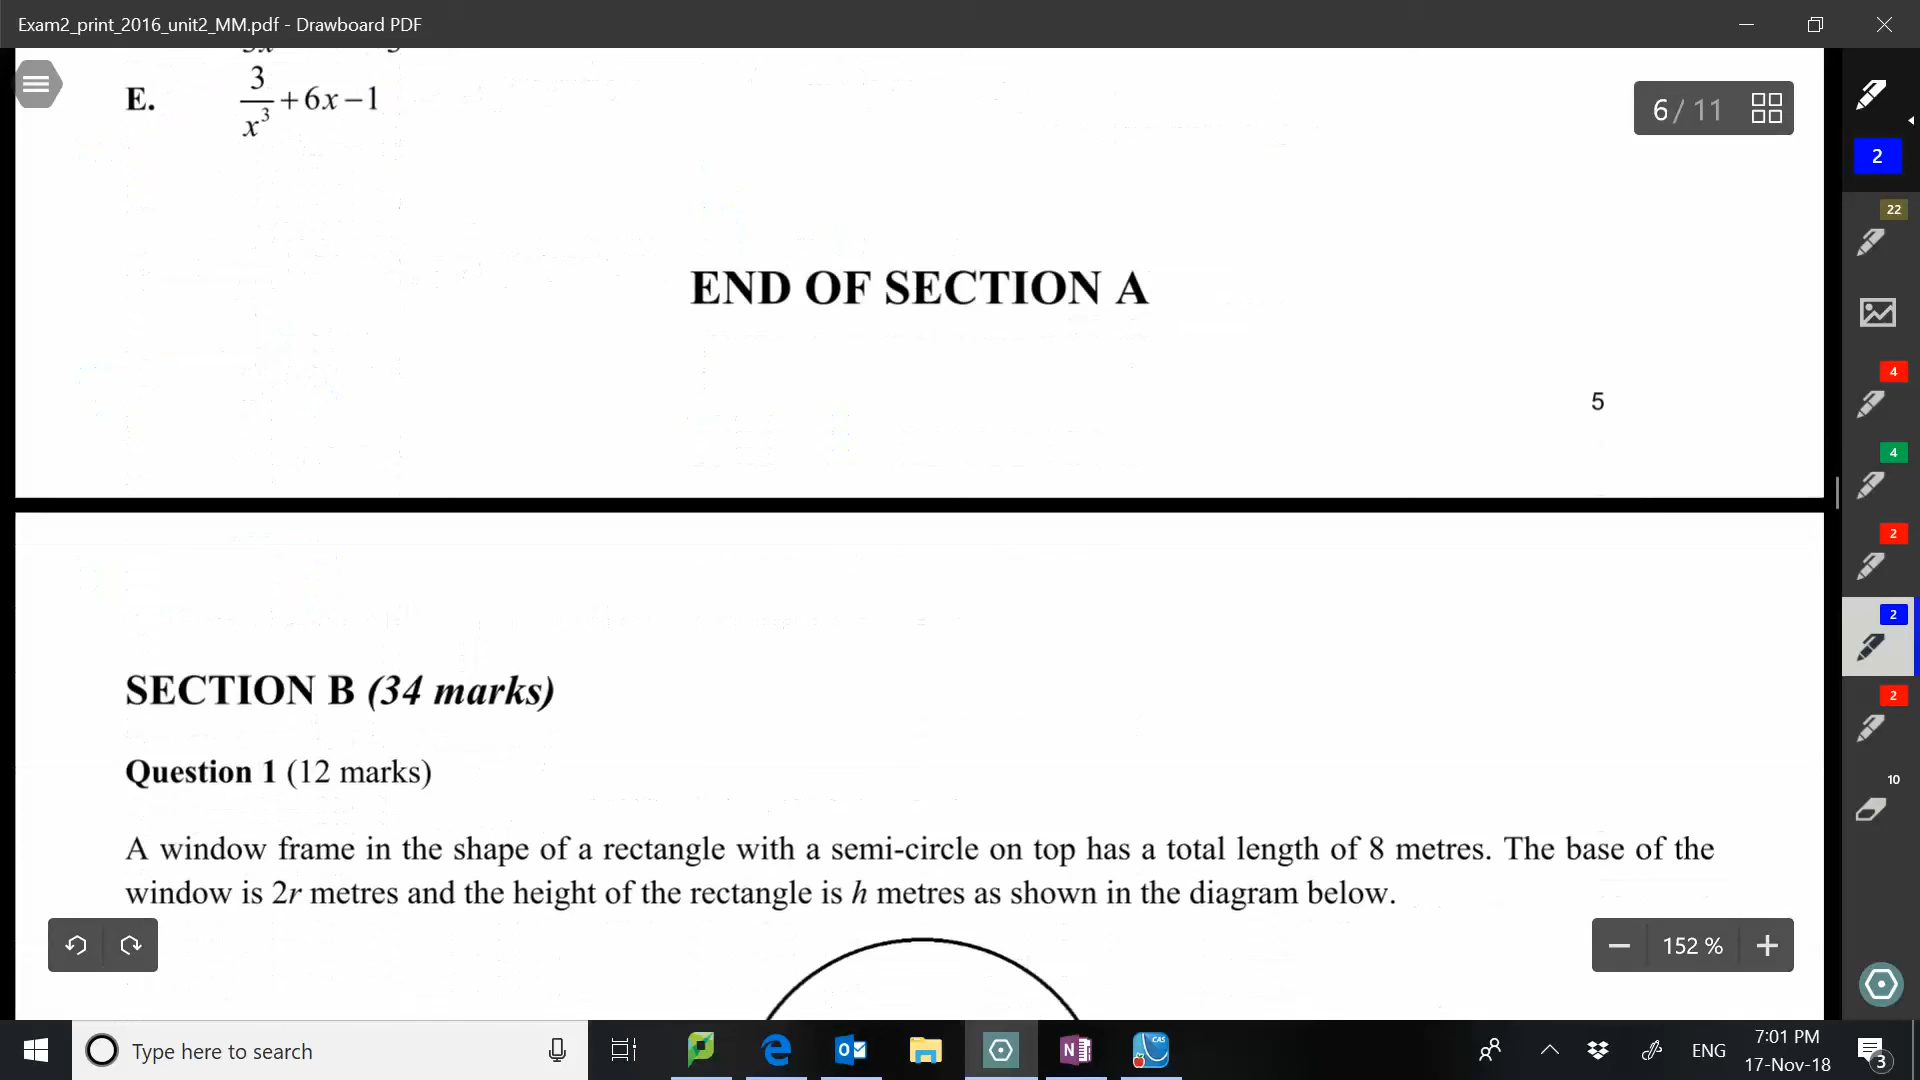 Exam2_print_2016_unit2_MM.pdf - Drawboard PDF
E. 3/x³ + 6x − 1
6 / 11
2
22
END OF SECTION A
4
5
4
2
SECTION B (34 marks)
2
2
Question 1 (12 marks)
10
A window frame in the shape of a rectangle with a semi-circle on top has a total length of 8 metres. The base of the
window is 2r metres and the height of the rectangle is h metres as shown in the diagram below.
152 %
Type here to search
CAS
ENG
7:01 PM
17-Nov-18
3